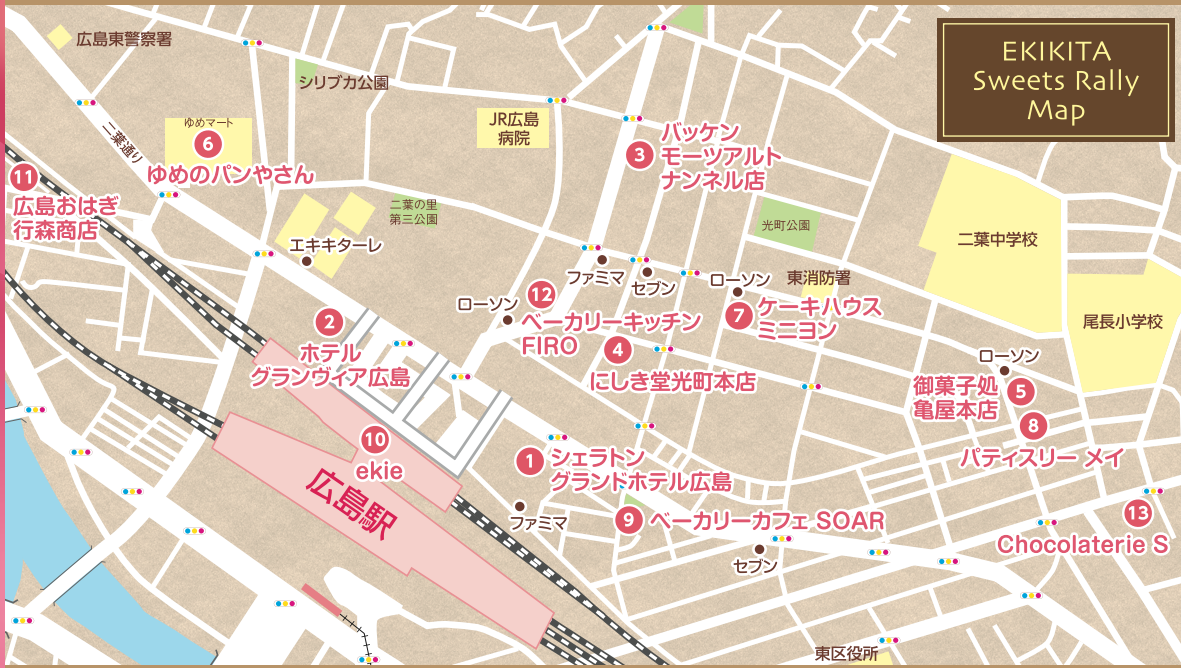 EKIKITA
Sweets Rally
Map
広島東警察署
シリブカ公園
二葉通り
ゆめマート
6
ゆめのパンやさん
JR広島
病院
3
バッケン
モーツアルト
ナンネル店
11
広島おはぎ
行森商店
二葉の里
第三公園
光町公園
二葉中学校
尾長小学校
エキキターレ
ファミマ
セブン
ローソン
東消防署
7
ケーキハウス
ミニヨン
ローソン
12
ベーカリーキッチン
FIRO
2
ホテル
グランヴィア広島
4
にしき堂光町本店
ローソン
御菓子処
亀屋本店
5
8
パティスリー メイ
10
ekie
広島駅
1
シェラトン
グランドホテル広島
ファミマ
9
ベーカリーカフェ SOAR
セブン
13
Chocolaterie S
東区役所